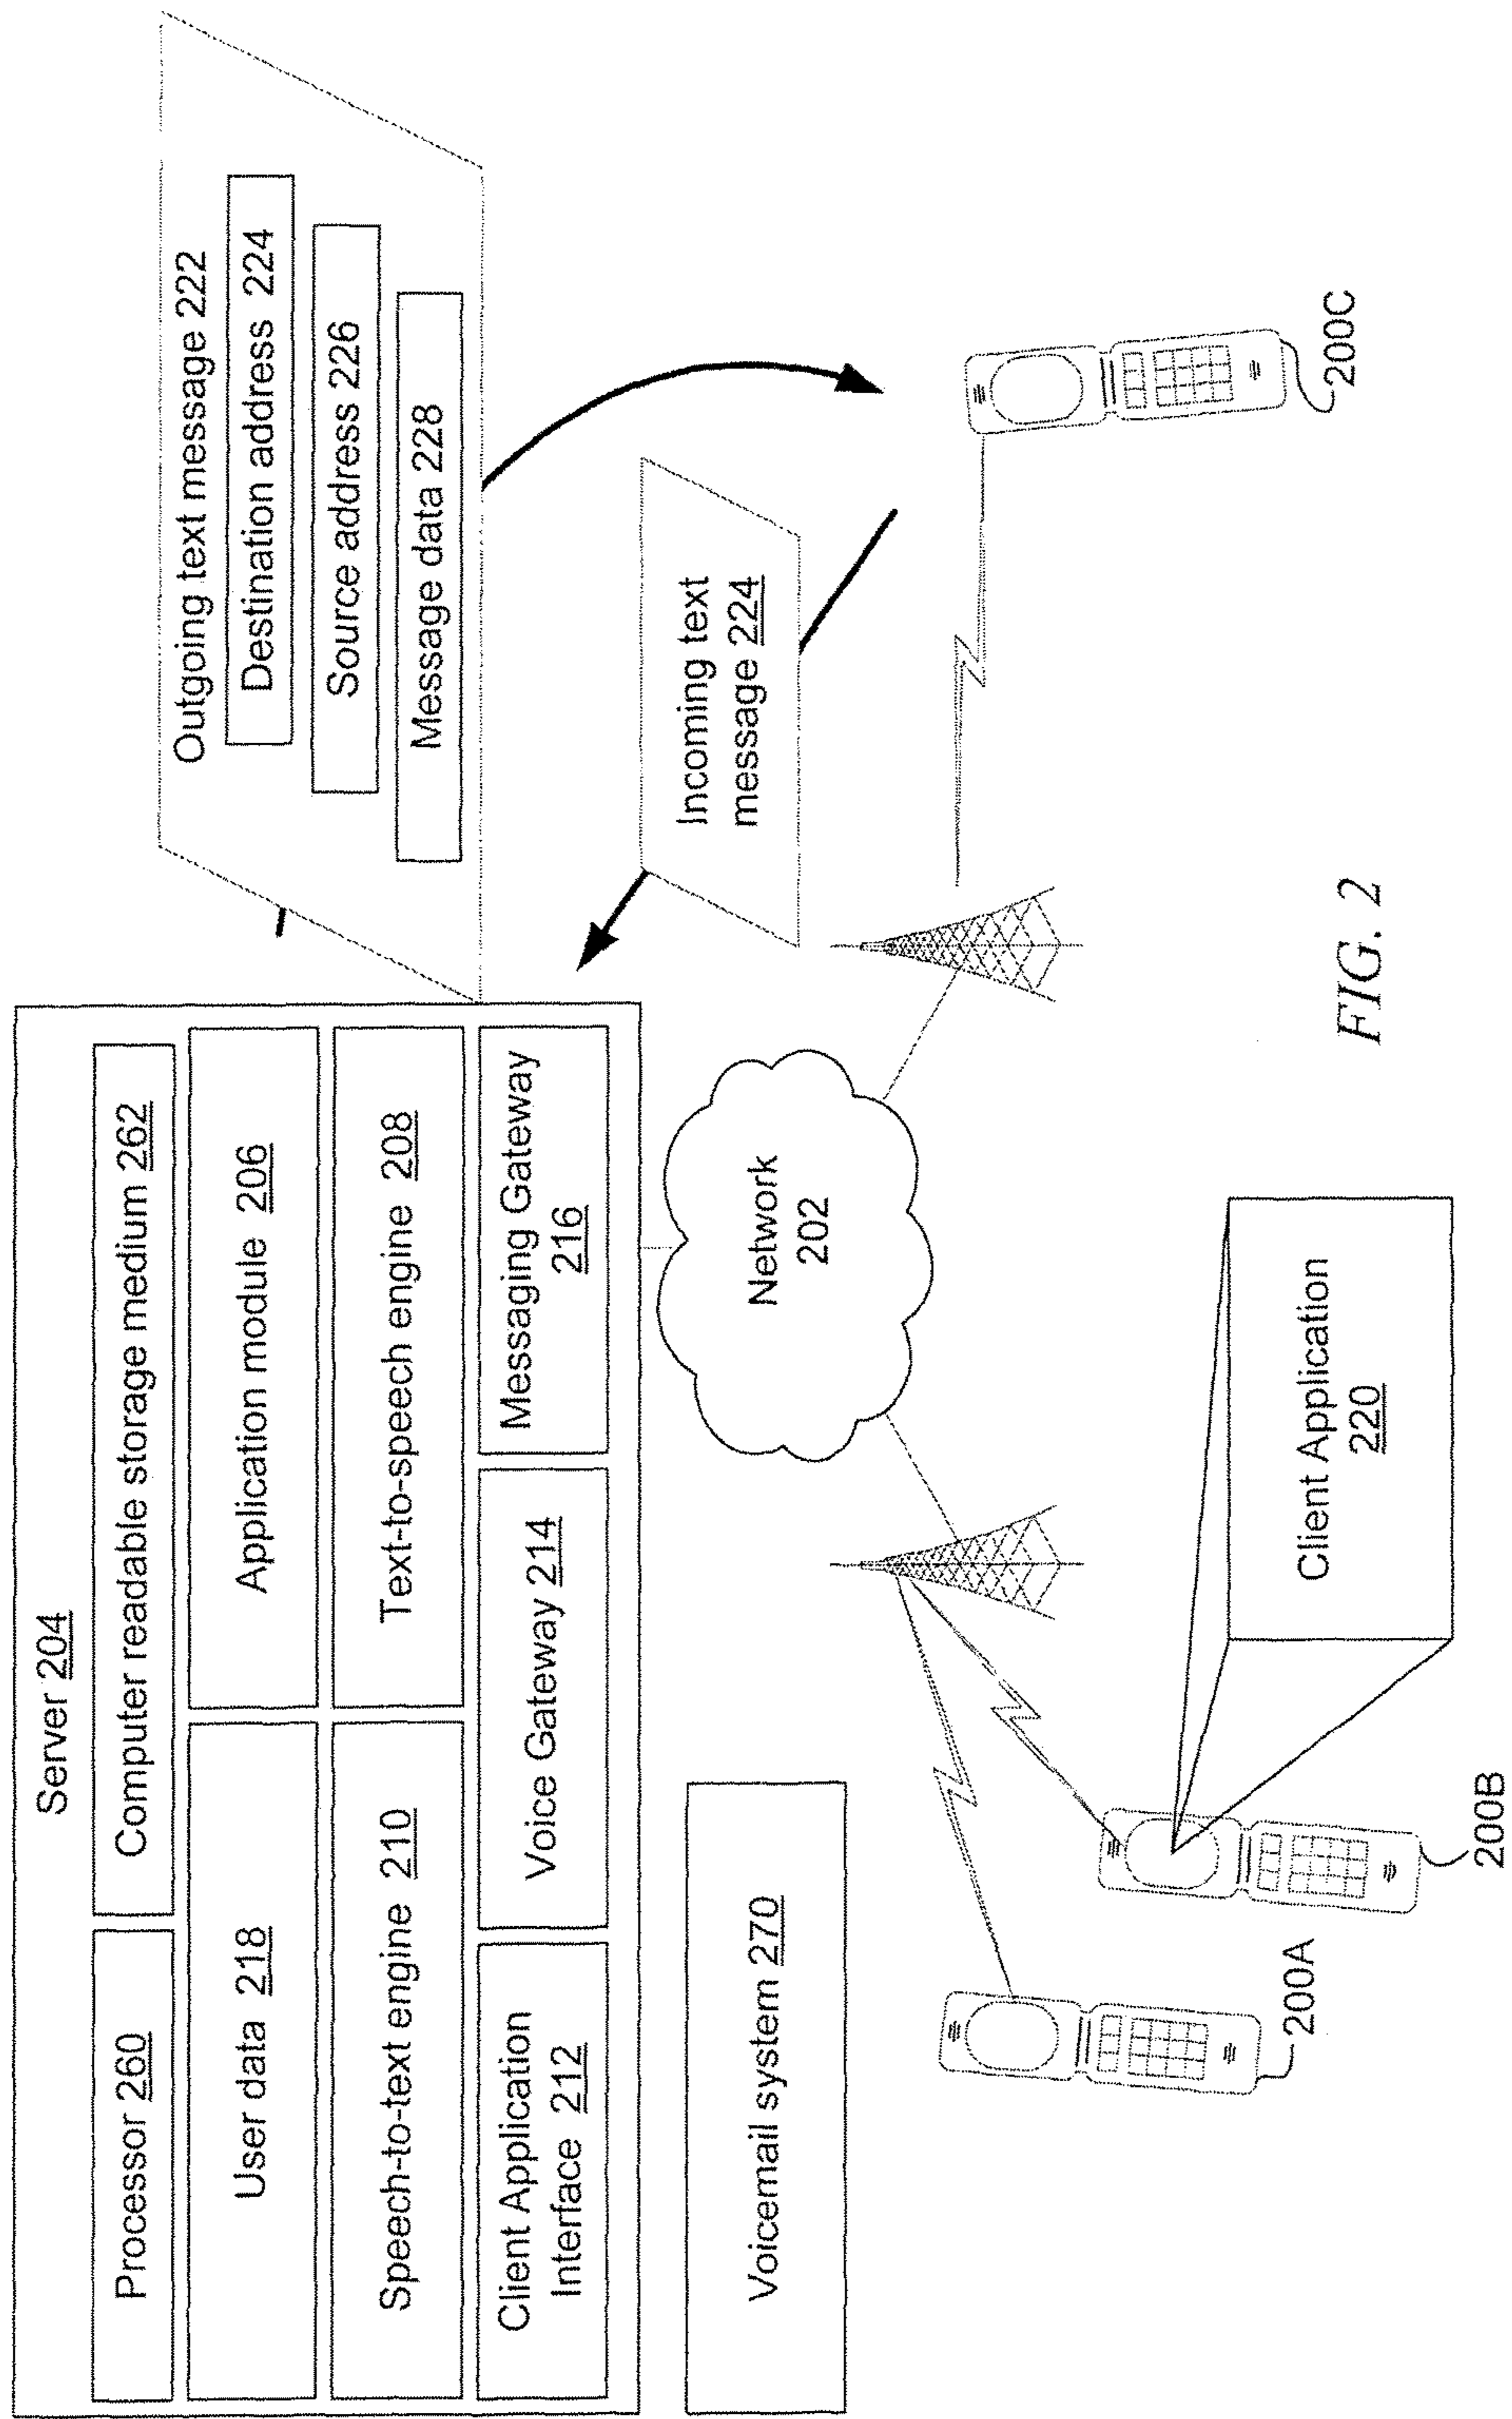 Server 204
Processor 260
Computer readable storage medium 262
User data 218
Application module 206
Speech-to-text engine 210
Text-to-speech engine 208
Client Application
Interface 212
Voice Gateway 214
Messaging Gateway
216
Outgoing text message 222
Destination address 224
Source address 226
Message data 228
Incoming text
message 224
Voicemail system 270
Network
202
200A
200B
Client Application
220
200C
FIG. 2